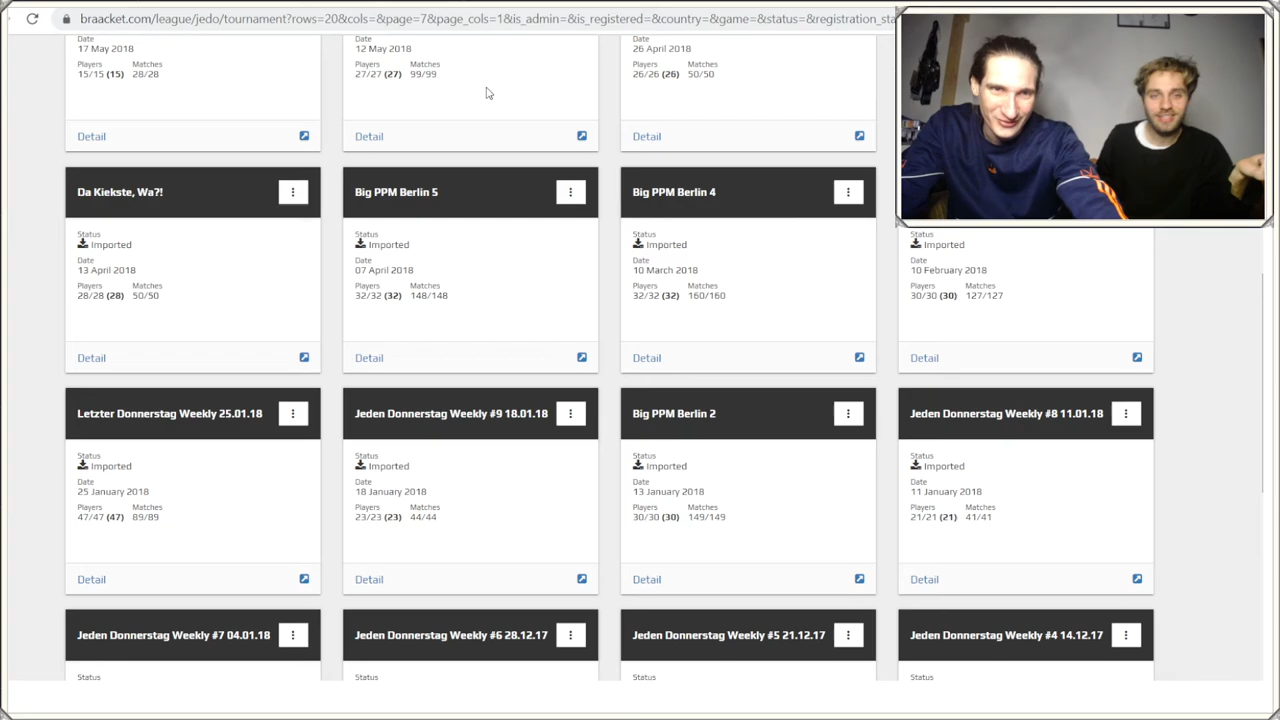 braacket.com/league/jedo/tournament?rows=20&cols=&page=7&page_cols=1&is_admin=&is_registered=&country=&game=&status=&registration_sta
Date
17 May 2018
Players Matches
15/15 (15) 28/28
Detail
Date
12 May 2018
Players Matches
27/27 (27) 99/99
Detail
Date
26 April 2018
Players Matches
26/26 (26) 50/50
Detail
Da Kiekste, Wa?!
Status
Imported
Date
13 April 2018
Players Matches
28/28 (28) 50/50
Detail
Big PPM Berlin 5
Status
Imported
Date
07 April 2018
Players Matches
32/32 (32) 148/148
Detail
Big PPM Berlin 4
Status
Imported
Date
10 March 2018
Players Matches
32/32 (32) 160/160
Detail
Status
Imported
Date
10 February 2018
Players Matches
30/30 (30) 127/127
Detail
Letzter Donnerstag Weekly 25.01.18
Status
Imported
Date
25 January 2018
Players Matches
47/47 (47) 89/89
Detail
Jeden Donnerstag Weekly #9 18.01.18
Status
Imported
Date
18 January 2018
Players Matches
23/23 (23) 44/44
Detail
Big PPM Berlin 2
Status
Imported
Date
13 January 2018
Players Matches
30/30 (30) 149/149
Detail
Jeden Donnerstag Weekly #8 11.01.18
Status
Imported
Date
11 January 2018
Players Matches
21/21 (21) 41/41
Detail
Jeden Donnerstag Weekly #7 04.01.18
Status
Jeden Donnerstag Weekly #6 28.12.17
Status
Jeden Donnerstag Weekly #5 21.12.17
Status
Jeden Donnerstag Weekly #4 14.12.17
Status